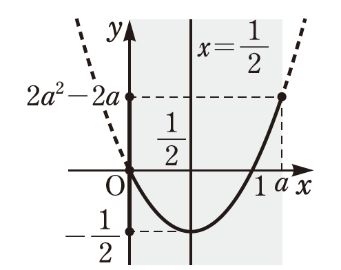 y
x = 1/2
2a² − 2a
1/2
O
1
a
x
−1/2